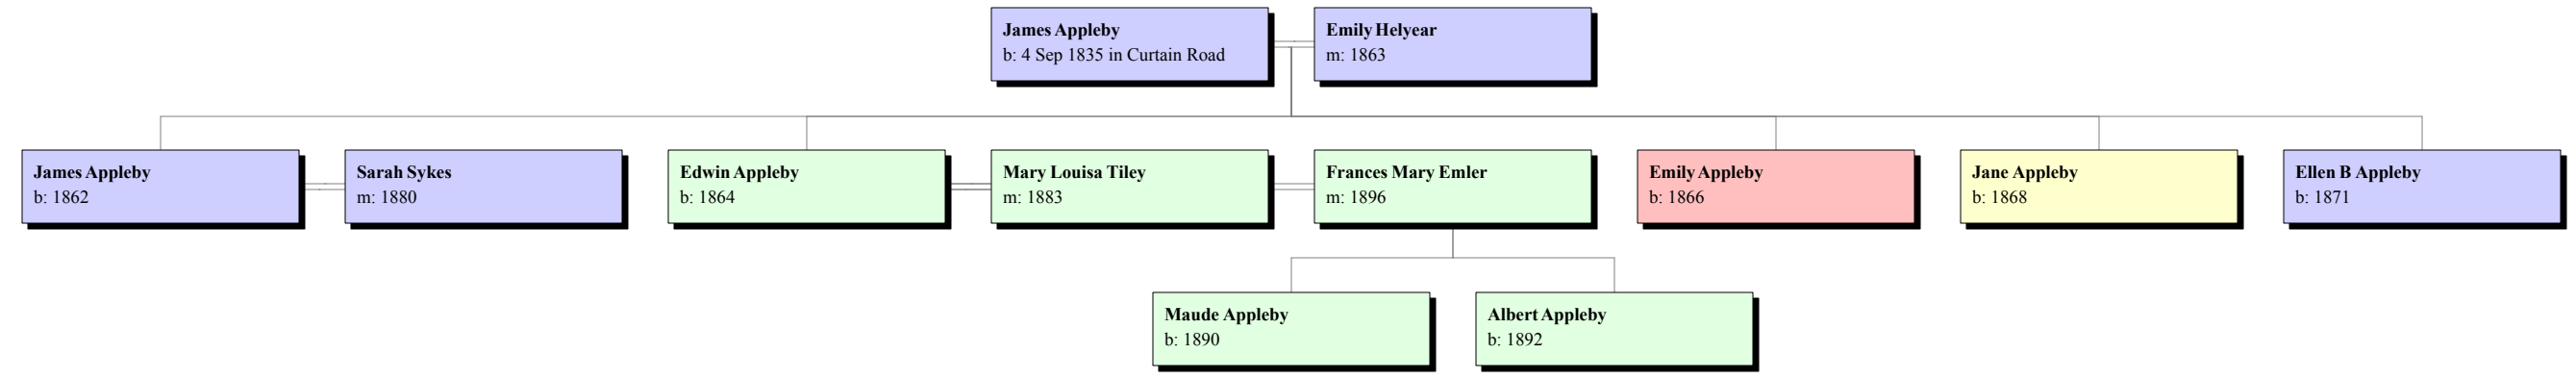 James Appleby
b: 4 Sep 1835 in Curtain Road
Emily Helyear
m: 1863
James Appleby
b: 1862
Sarah Sykes
m: 1880
Edwin Appleby
b: 1864
Mary Louisa Tiley
m: 1883
Frances Mary Emler
m: 1896
Emily Appleby
b: 1866
Jane Appleby
b: 1868
Ellen B Appleby
b: 1871
Maude Appleby
b: 1890
Albert Appleby
b: 1892